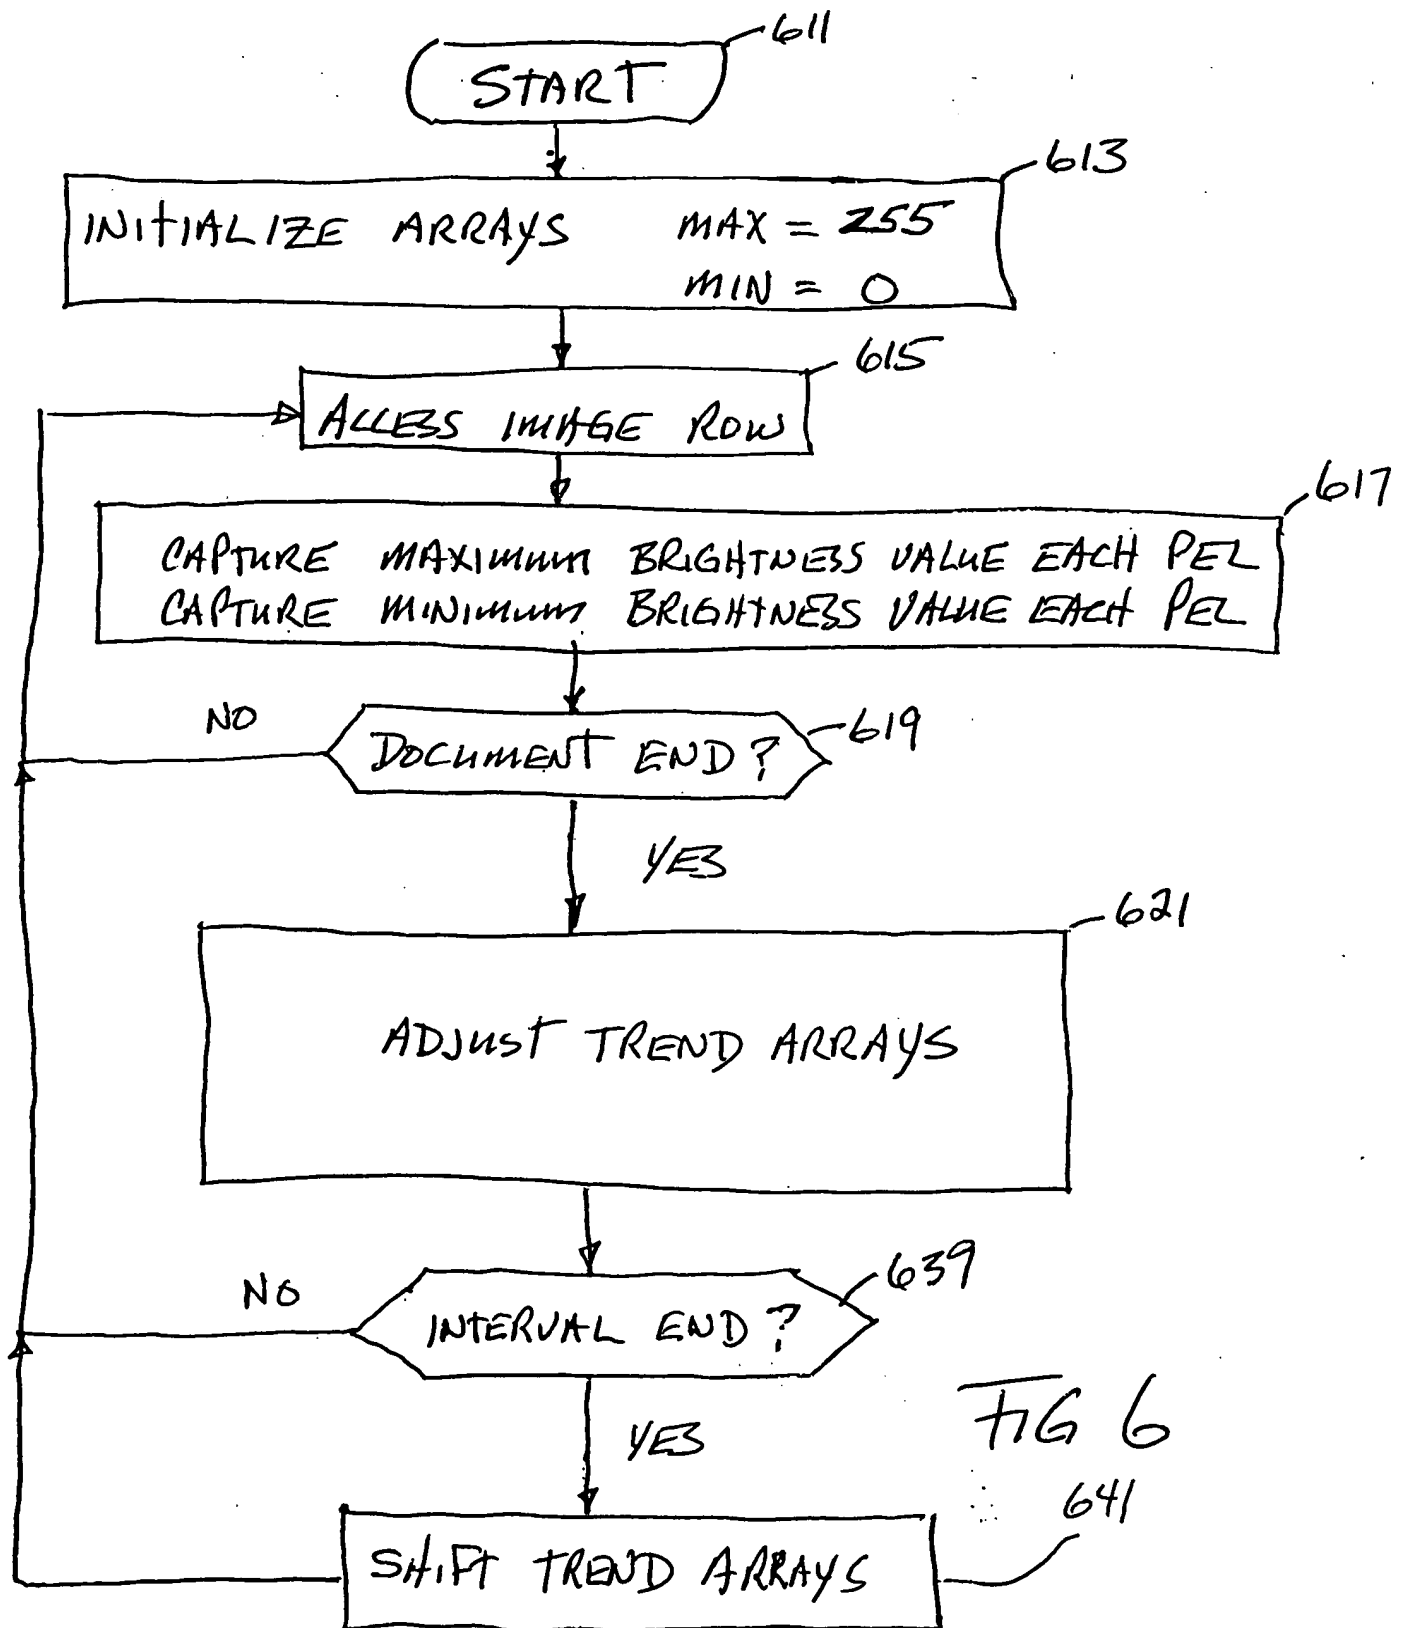 611
START
613
INITIALIZE ARRAYS MAX = 255
MIN = 0
615
ACCESS IMAGE ROW
617
CAPTURE MAXIMUM BRIGHTNESS VALUE EACH PEL
CAPTURE MINIMUM BRIGHTNESS VALUE EACH PEL
NO
DOCUMENT END?
619
YES
621
ADJUST TREND ARRAYS
639
NO
INTERVAL END?
FIG 6
YES
641
SHIFT TREND ARRAYS